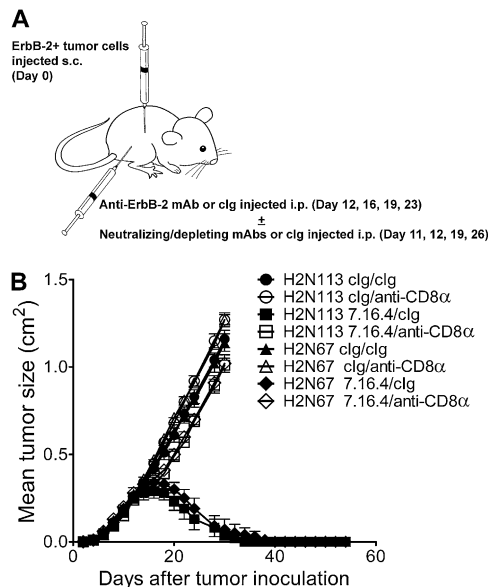 A
ErbB-2+ tumor cells
injected s.c.
(Day 0)
Anti-ErbB-2 mAb or cIg injected i.p. (Day 12, 16, 19, 23)
±
Neutralizing/depleting mAbs or cIg injected i.p. (Day 11, 12, 19, 26)
B
Mean tumor size (cm²)
1.5
1.0
0.5
0.0
0
20
40
60
Days after tumor inoculation
H2N113 cIg/cIg
H2N113 cIg/anti-CD8α
H2N113 7.16.4/cIg
H2N113 7.16.4/anti-CD8α
H2N67 cIg/cIg
H2N67 cIg/anti-CD8α
H2N67 7.16.4/cIg
H2N67 7.16.4/anti-CD8α